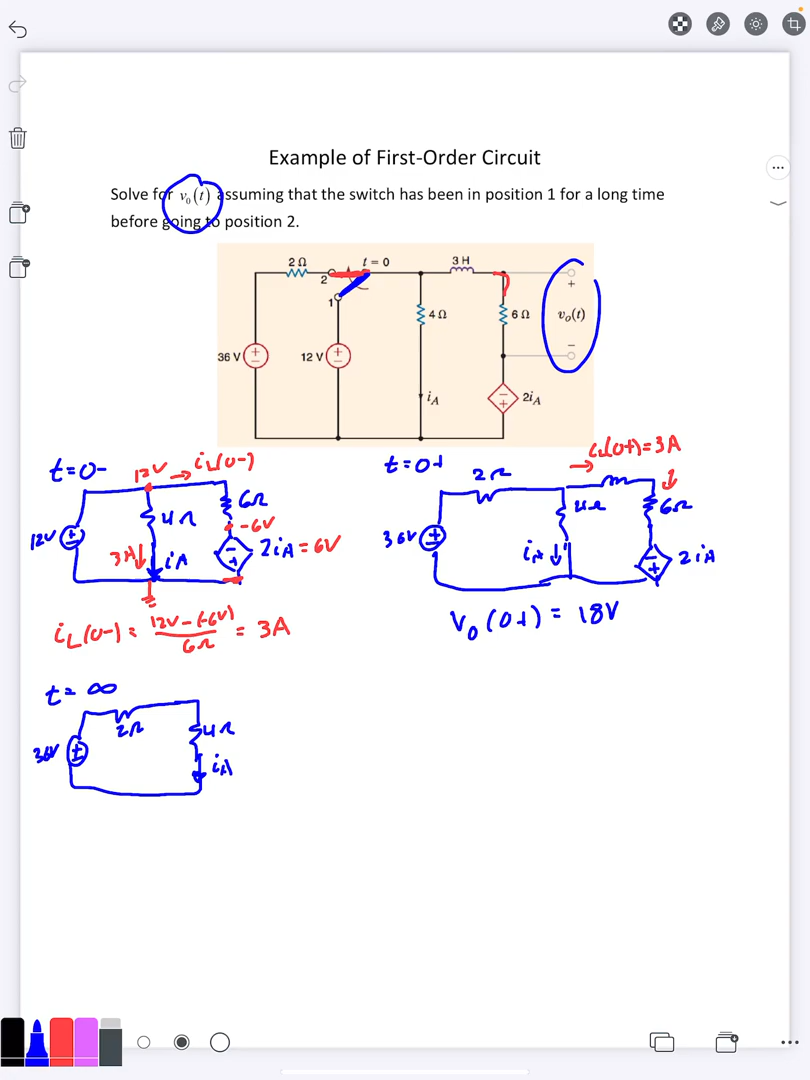 Example of First-Order Circuit
Solve for v₀(t) assuming that the switch has been in position 1 for a long time
before going to position 2.
2 Ω
2
t = 0
3 H
1
4 Ω
6 Ω
+
v₀(t)
−
36 V
+
−
12 V
+
−
iA
−
+
2iA
t=0-
12V → iL(0-)
12V
+
-
4Ω
3A ↓ iA
6Ω
-6V
-
+
2iA = 6V
iL(0-) = 12V-(-6V) / 6Ω = 3A
t=0+
iL(0+)=3A
→
↓
2Ω
36V
+
-
4Ω
iA ↓
6Ω
-
+
2iA
Vo(0+) = 18V
t=∞
2Ω
36V
+
-
4Ω
iA